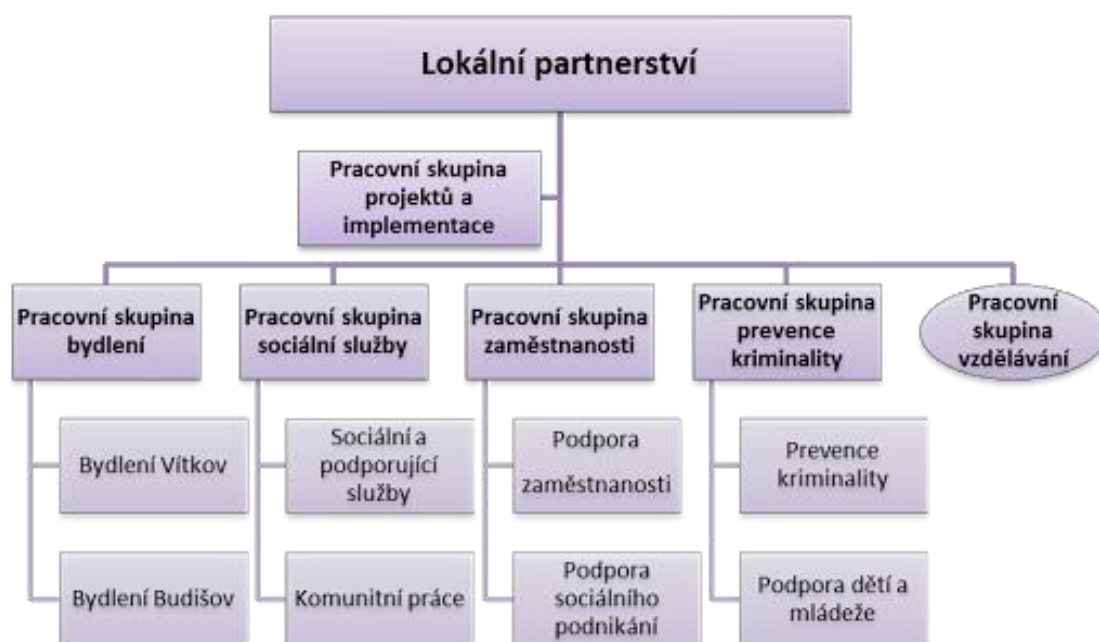 Lokální partnerství
Pracovní skupina
projektů a
implementace
Pracovní skupina
bydlení
Pracovní skupina
sociální služby
Pracovní skupina
zaměstnanosti
Pracovní skupina
prevence
kriminality
Pracovní
skupina
vzdělávání
Bydlení Vítkov
Sociální a
podporující
služby
Podpora
zaměstnanosti
Prevence
kriminality
Bydlení Budišov
Komunitní práce
Podpora
sociálního
podnikání
Podpora dětí a
mládeže